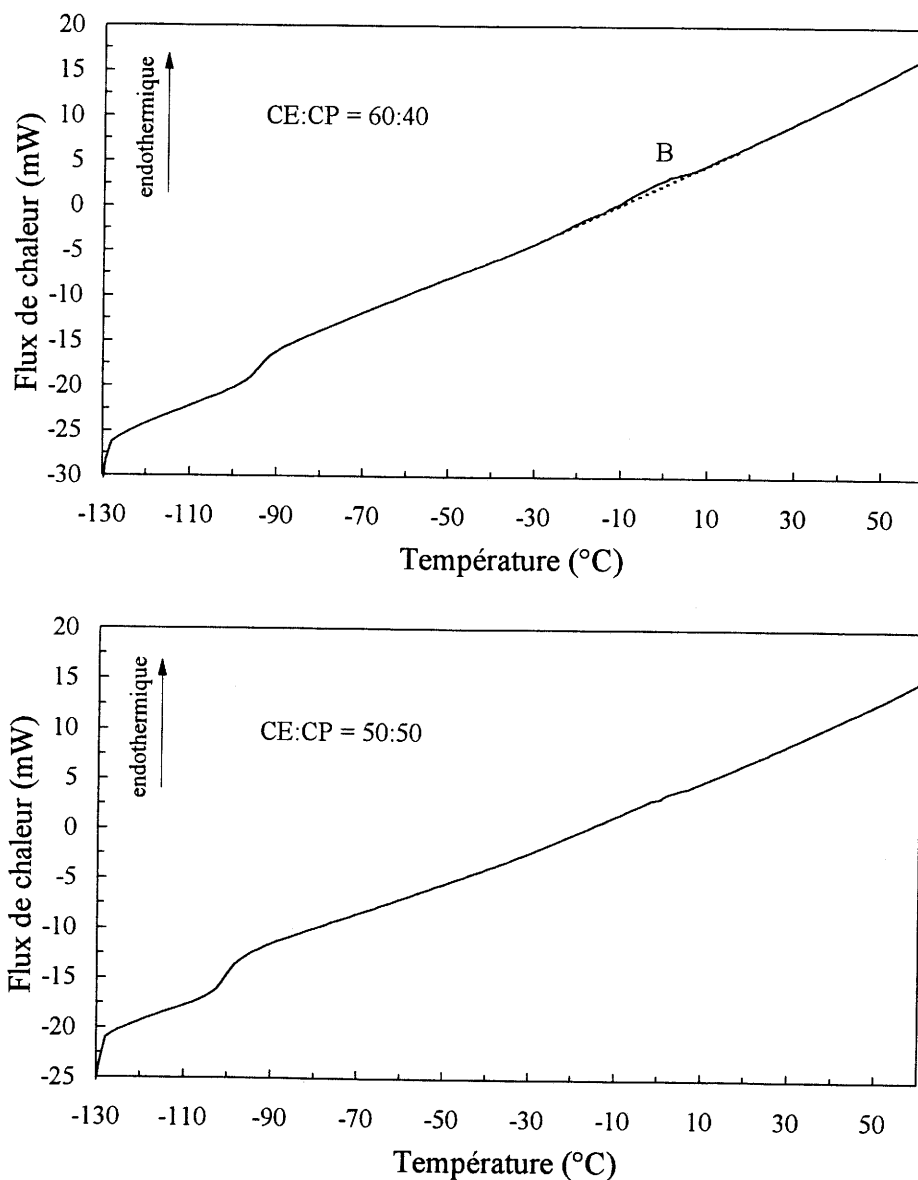 20
15
10
5
0
-5
-10
-15
-20
-25
-30
Flux de chaleur (mW)
endothermique
CE:CP = 60:40
B
-130 -110 -90 -70 -50 -30 -10 10 30 50
Température (°C)
20
15
10
5
0
-5
-10
-15
-20
-25
Flux de chaleur (mW)
endothermique
CE:CP = 50:50
-130 -110 -90 -70 -50 -30 -10 10 30 50
Température (°C)